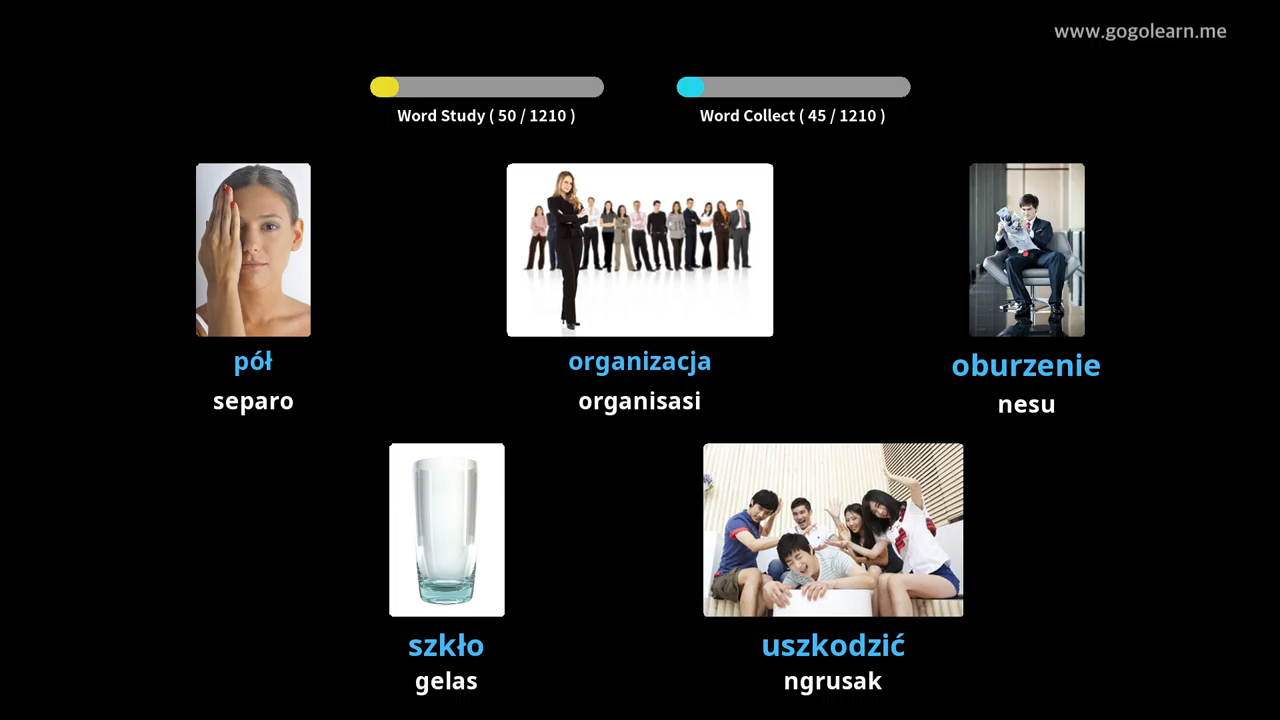 www.gogolearn.me
Word Study ( 50 / 1210 )
Word Collect ( 45 / 1210 )
pół
separo
organizacja
organisasi
oburzenie
nesu
szkło
gelas
uszkodzić
ngrusak